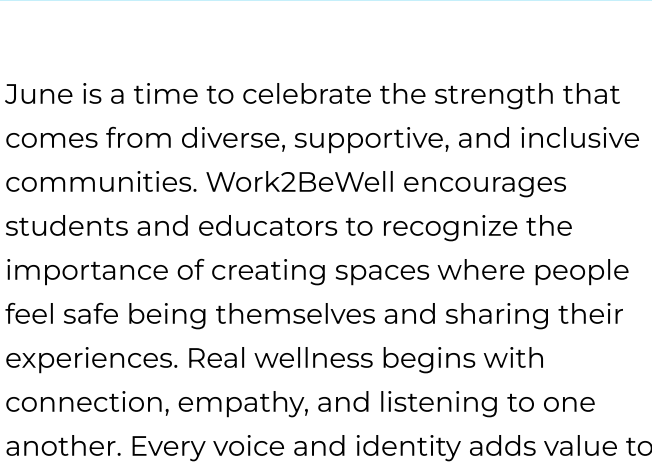 June is a time to celebrate the strength that
comes from diverse, supportive, and inclusive
communities. Work2BeWell encourages
students and educators to recognize the
importance of creating spaces where people
feel safe being themselves and sharing their
experiences. Real wellness begins with
connection, empathy, and listening to one
another. Every voice and identity adds value to